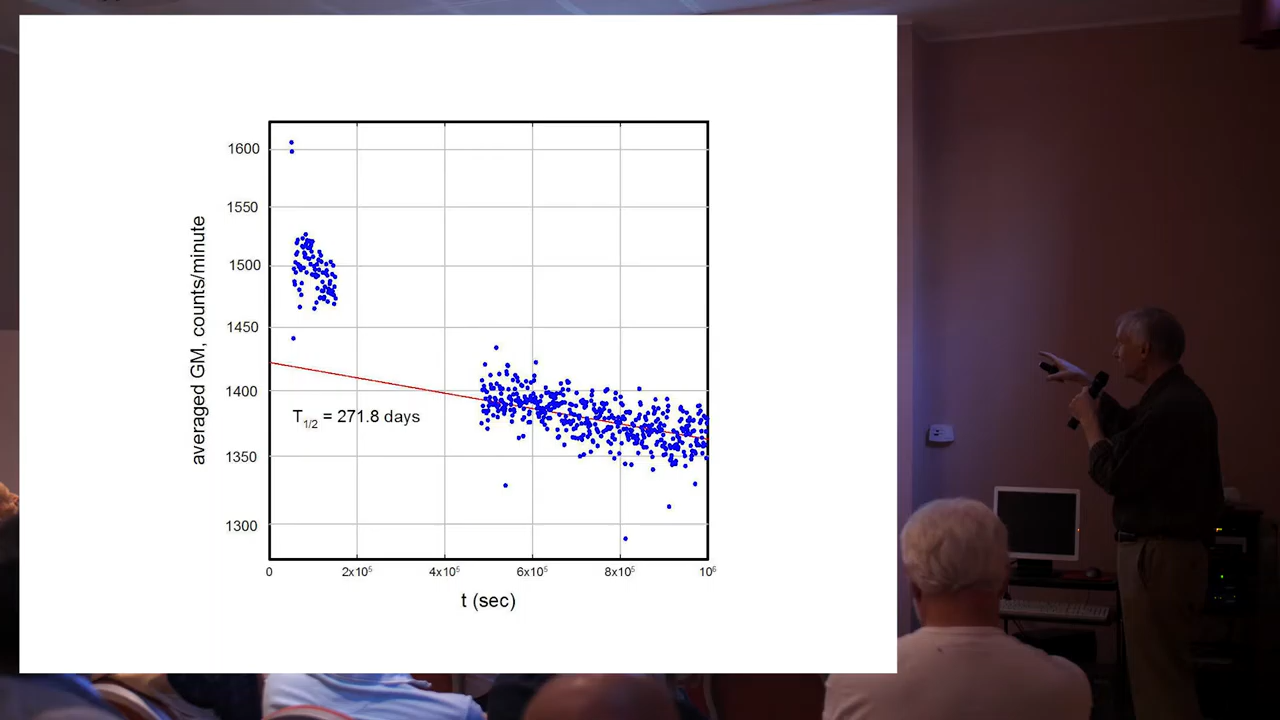 1600
1550
1500
1450
1400
1350
1300
averaged GM, counts/minute
T1/2 = 271.8 days
0 2x10⁵ 4x10⁵ 6x10⁵ 8x10⁵ 10⁶
t (sec)